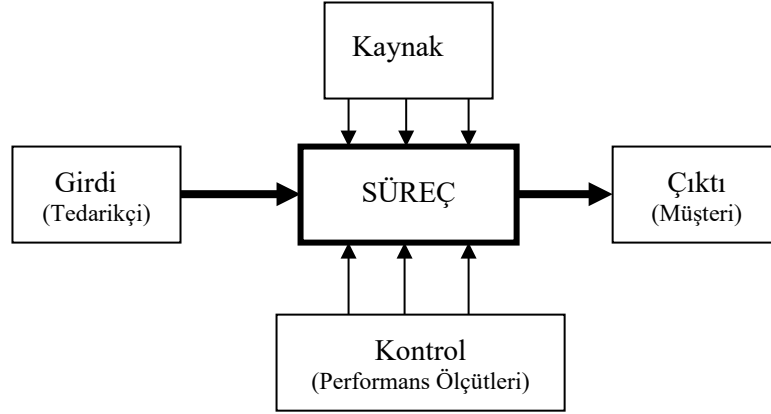 Kaynak
Girdi
(Tedarikçi)
SÜREÇ
Çıktı
(Müşteri)
Kontrol
(Performans Ölçütleri)